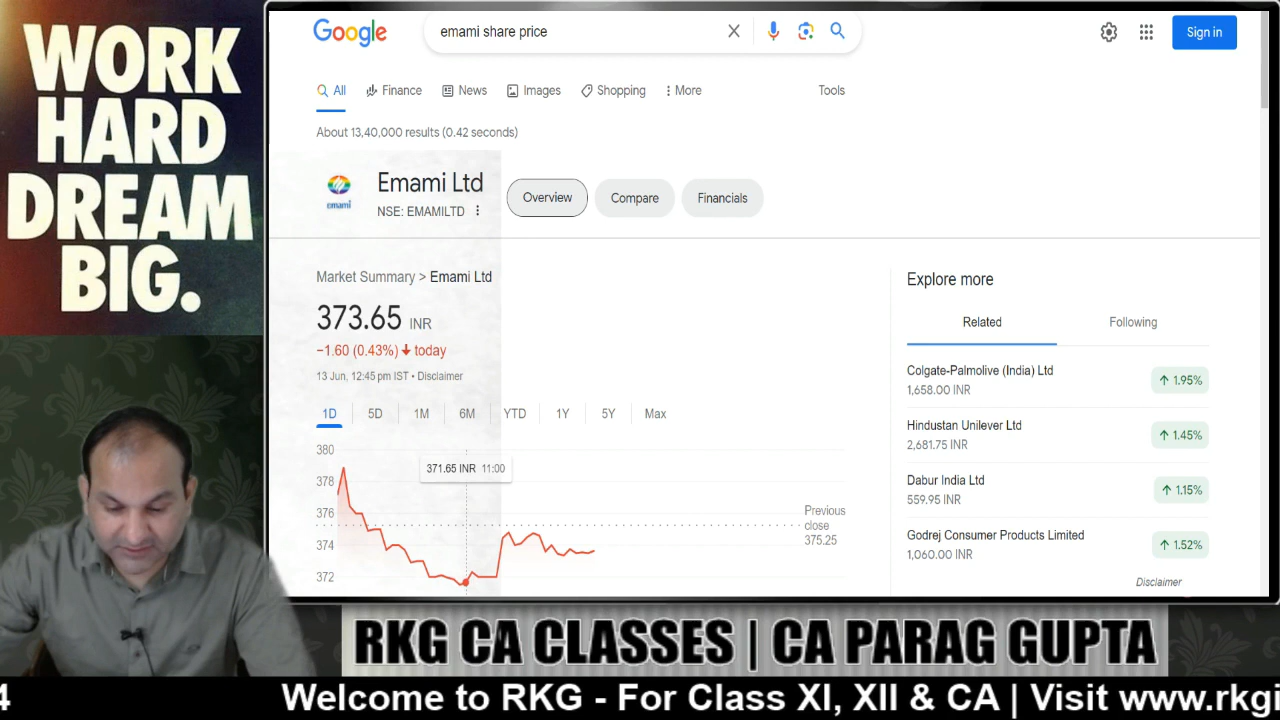 WORK
HARD
DREAM
BIG.
Google
emami share price
Sign in
All
Finance
News
Images
Shopping
More
Tools
About 13,40,000 results (0.42 seconds)
emami
Emami Ltd
NSE: EMAMILTD
Overview
Compare
Financials
Market Summary > Emami Ltd
373.65 INR
−1.60 (0.43%) ↓ today
13 Jun, 12:45 pm IST • Disclaimer
1D 5D 1M 6M YTD 1Y 5Y Max
380
378
376
374
372
371.65 INR 11:00
Previous
close
375.25
Explore more
Related
Following
Colgate-Palmolive (India) Ltd
1,658.00 INR
↑ 1.95%
Hindustan Unilever Ltd
2,681.75 INR
↑ 1.45%
Dabur India Ltd
559.95 INR
↑ 1.15%
Godrej Consumer Products Limited
1,060.00 INR
↑ 1.52%
Disclaimer
RKG CA CLASSES | CA PARAG GUPTA
4 Welcome to RKG - For Class XI, XII & CA | Visit www.rkgi